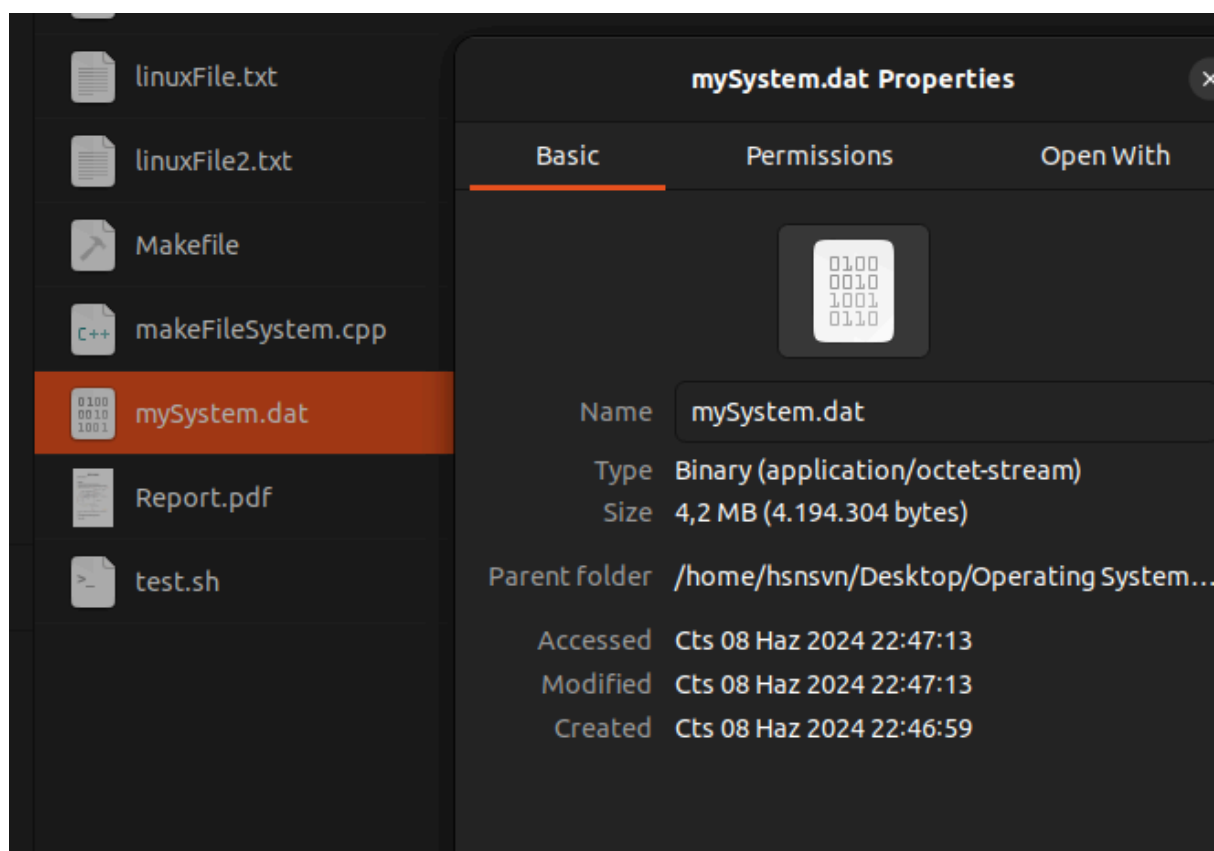 linuxFile.txt
linuxFile2.txt
Makefile
C++ makeFileSystem.cpp
0100
0010
1001
mySystem.dat
Report.pdf
>_ test.sh
mySystem.dat Properties
Basic Permissions Open With
0100
0010
1001
0110
Name mySystem.dat
Type Binary (application/octet-stream)
Size 4,2 MB (4.194.304 bytes)
Parent folder /home/hsnsvn/Desktop/Operating System...
Accessed Cts 08 Haz 2024 22:47:13
Modified Cts 08 Haz 2024 22:47:13
Created Cts 08 Haz 2024 22:46:59